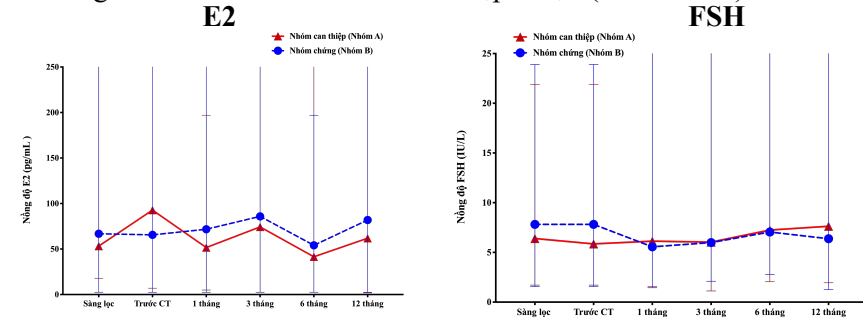 E2
Nhóm can thiệp (Nhóm A)
Nhóm chứng (Nhóm B)
250
200
150
100
50
0
Nồng độ E2 (pg/mL )
Sàng lọc Trước CT 1 tháng 3 tháng 6 tháng 12 tháng
FSH
Nhóm can thiệp (Nhóm A)
Nhóm chứng (Nhóm B)
25
20
15
10
5
0
Nồng độ FSH (IU/L)
Sàng lọc Trước CT 1 tháng 3 tháng 6 tháng 12 tháng